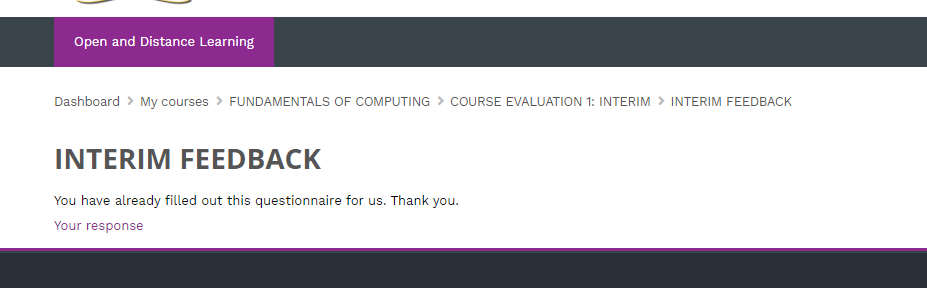 Open and Distance Learning
Dashboard > My courses > FUNDAMENTALS OF COMPUTING > COURSE EVALUATION 1: INTERIM > INTERIM FEEDBACK
INTERIM FEEDBACK
You have already filled out this questionnaire for us. Thank you.
Your response